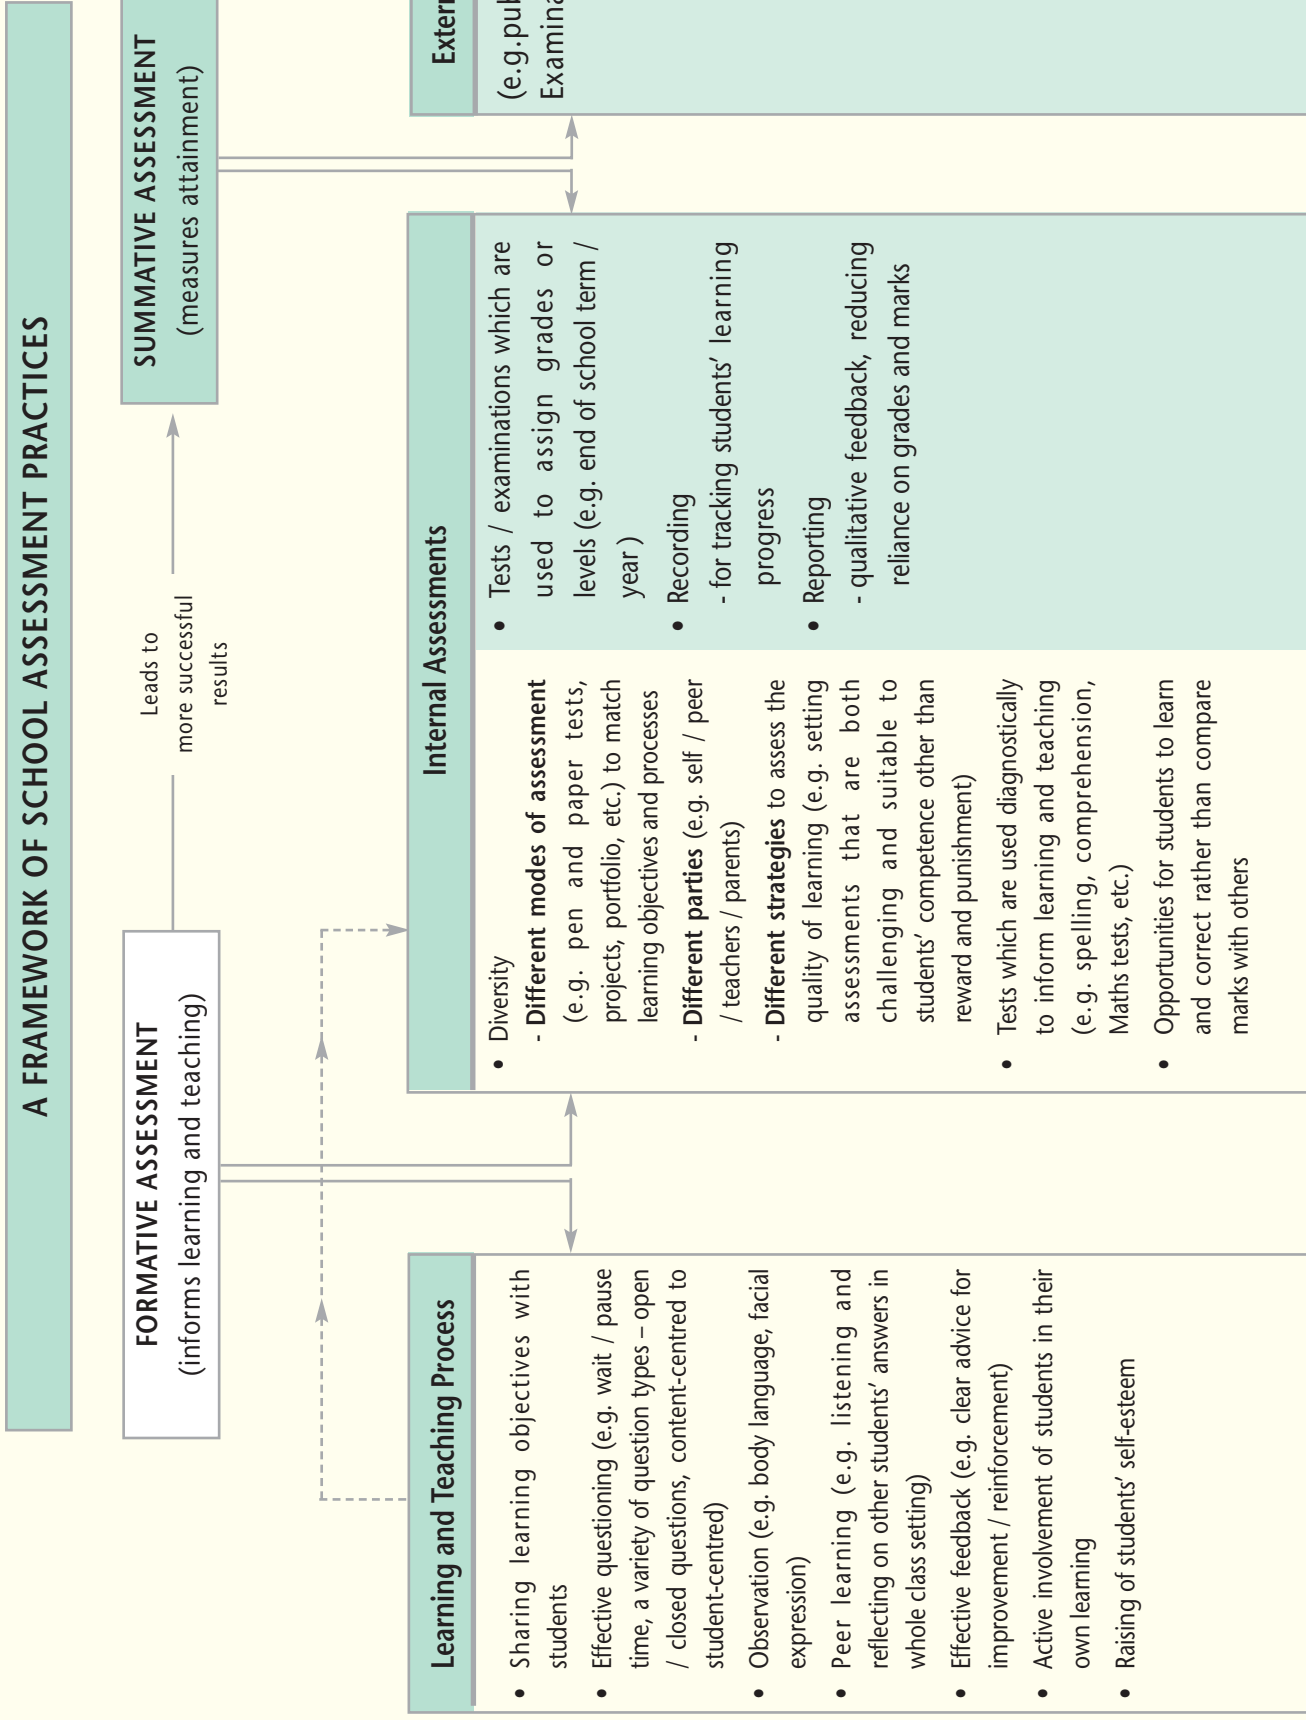 A FRAMEWORK OF SCHOOL ASSESSMENT PRACTICES
FORMATIVE ASSESSMENT
(informs learning and teaching)
Leads to
more successful
results
SUMMATIVE ASSESSMENT
(measures attainment)
Learning and Teaching Process
• Sharing learning objectives with
students
• Effective questioning (e.g. wait / pause
time, a variety of question types – open
/ closed questions, content-centred to
student-centred)
• Observation (e.g. body language, facial
expression)
• Peer learning (e.g. listening and
reflecting on other students' answers in
whole class setting)
• Effective feedback (e.g. clear advice for
improvement / reinforcement)
• Active involvement of students in their
own learning
• Raising of students' self-esteem
Internal Assessments
• Diversity
- Different modes of assessment
(e.g. pen and paper tests,
projects, portfolio, etc.) to match
learning objectives and processes
- Different parties (e.g. self / peer
/ teachers / parents)
- Different strategies to assess the
quality of learning (e.g. setting
assessments that are both
challenging and suitable to
students' competence other than
reward and punishment)
• Tests which are used diagnostically
to inform learning and teaching
(e.g. spelling, comprehension,
Maths tests, etc.)
• Opportunities for students to learn
and correct rather than compare
marks with others
• Tests / examinations which are
used to assign grades or
levels (e.g. end of school term /
year )
• Recording
- for tracking students' learning
progress
• Reporting
- qualitative feedback, reducing
reliance on grades and marks
(e.g.